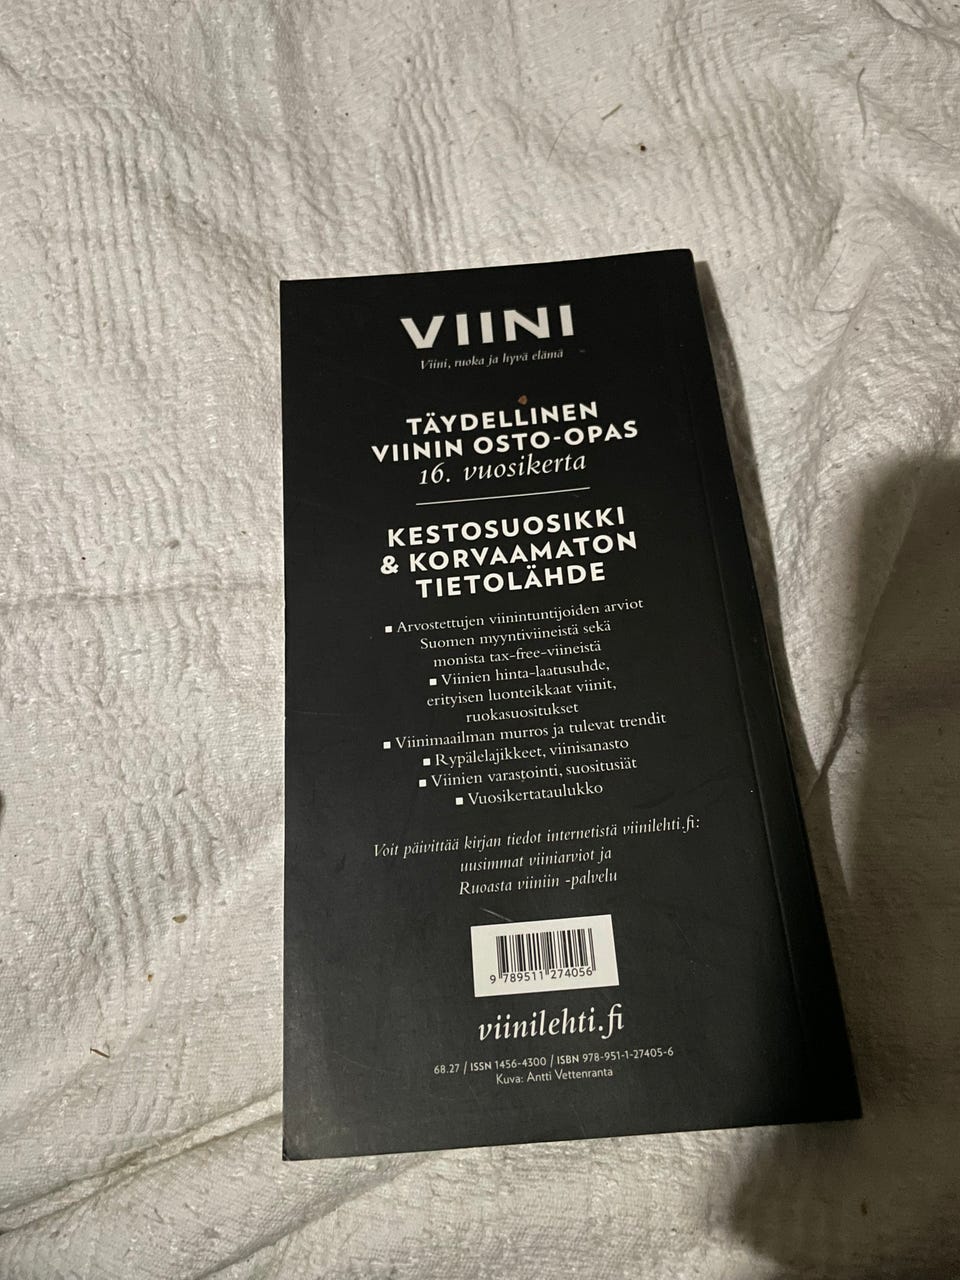 VIINI
Viini, ruoka ja hyvä elämä
TÄYDELLINEN
VIININ OSTO-OPAS
16. vuosikerta
KESTOSUOSIKKI
& KORVAAMATON
TIETOLÄHDE
■ Arvostettujen viinintuntijoiden arviot
Suomen myyntiviineistä sekä
monista tax-free-viineistä
■ Viinien hinta-laatusuhde,
erityisen luonteikkaat viinit,
ruokasuositukset
■ Viinimaailman murros ja tulevat trendit
■ Rypälelajikkeet, viinisanasto
■ Viinien varastointi, suositusiät
■ Vuosikertataulukko
Voit päivittää kirjan tiedot internetistä viinilehti.fi:
uusimmat viiniarviot ja
Ruoasta viiniin -palvelu
9 789511 274056
viinilehti.fi
68.27 / ISSN 1456-4300 / ISBN 978-951-1-27405-6
Kuva: Antti Vettenranta